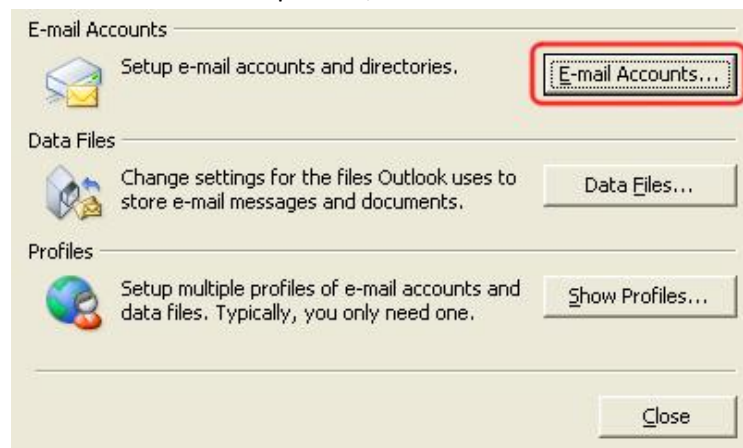 E-mail Accounts
Setup e-mail accounts and directories.
E-mail Accounts...
Data Files
Change settings for the files Outlook uses to
store e-mail messages and documents.
Data Files...
Profiles
Setup multiple profiles of e-mail accounts and
data files. Typically, you only need one.
Show Profiles...
Close